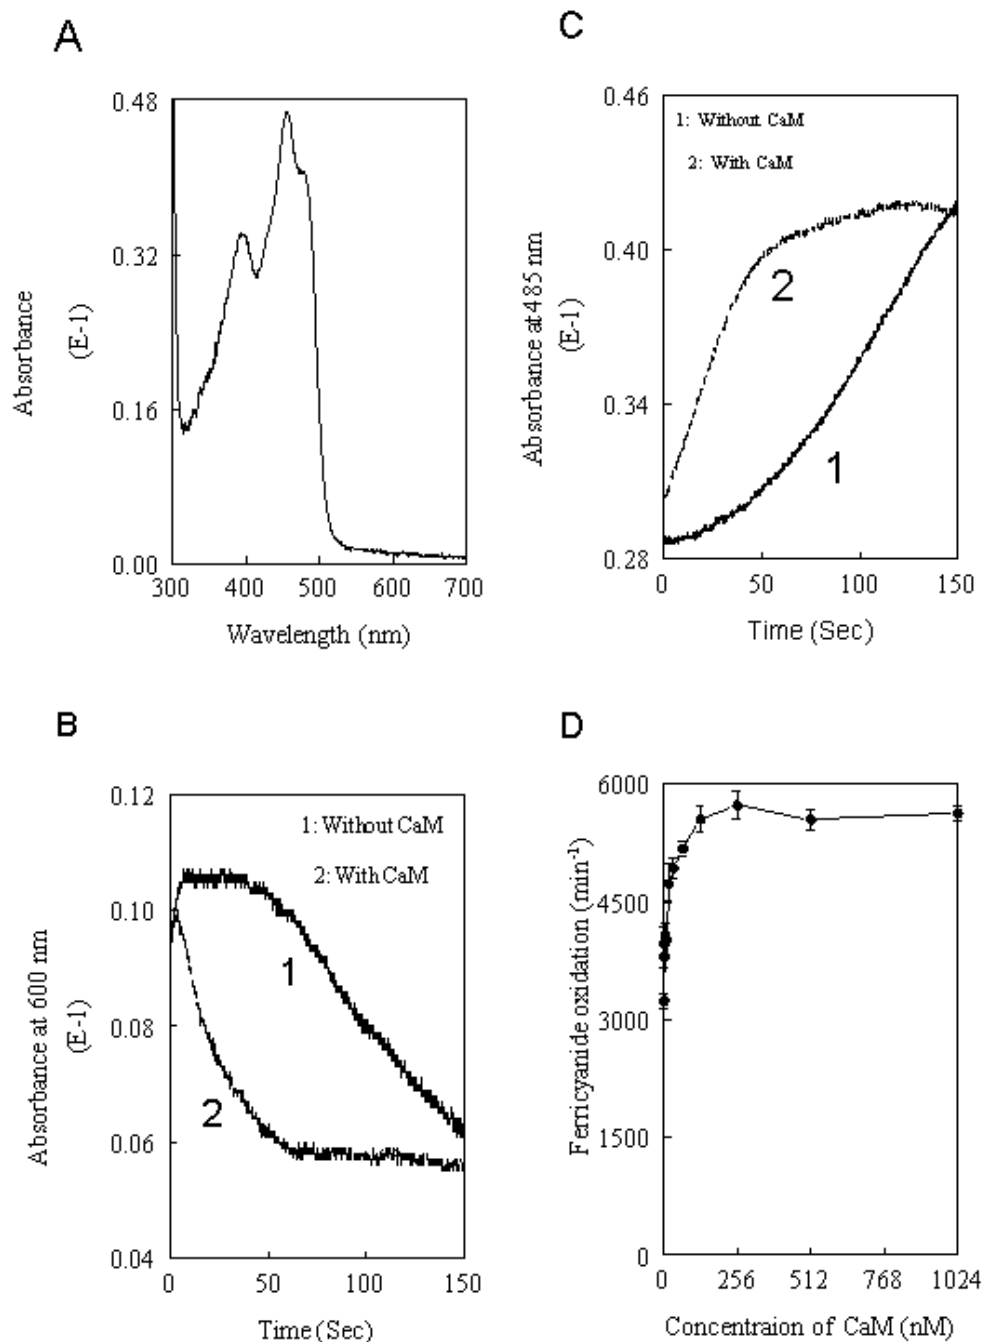 A
0.48
0.32
0.16
0.00
Absorbance
(E-1)
300 400 500 600 700
Wavelength (nm)
C
0.46
0.40
0.34
0.28
Absorbance at 485 nm
(E-1)
1: Without CaM
2: With CaM
2
1
0 50 100 150
Time (Sec)
B
0.12
0.10
0.08
0.06
0.04
Absorbance at 600 nm
(E-1)
1: Without CaM
2: With CaM
1
2
0 50 100 150
Time (Sec)
D
6000
4500
3000
1500
0
Ferricyanide oxidation (min-1)
0 256 512 768 1024
Concentraion of CaM (nM)